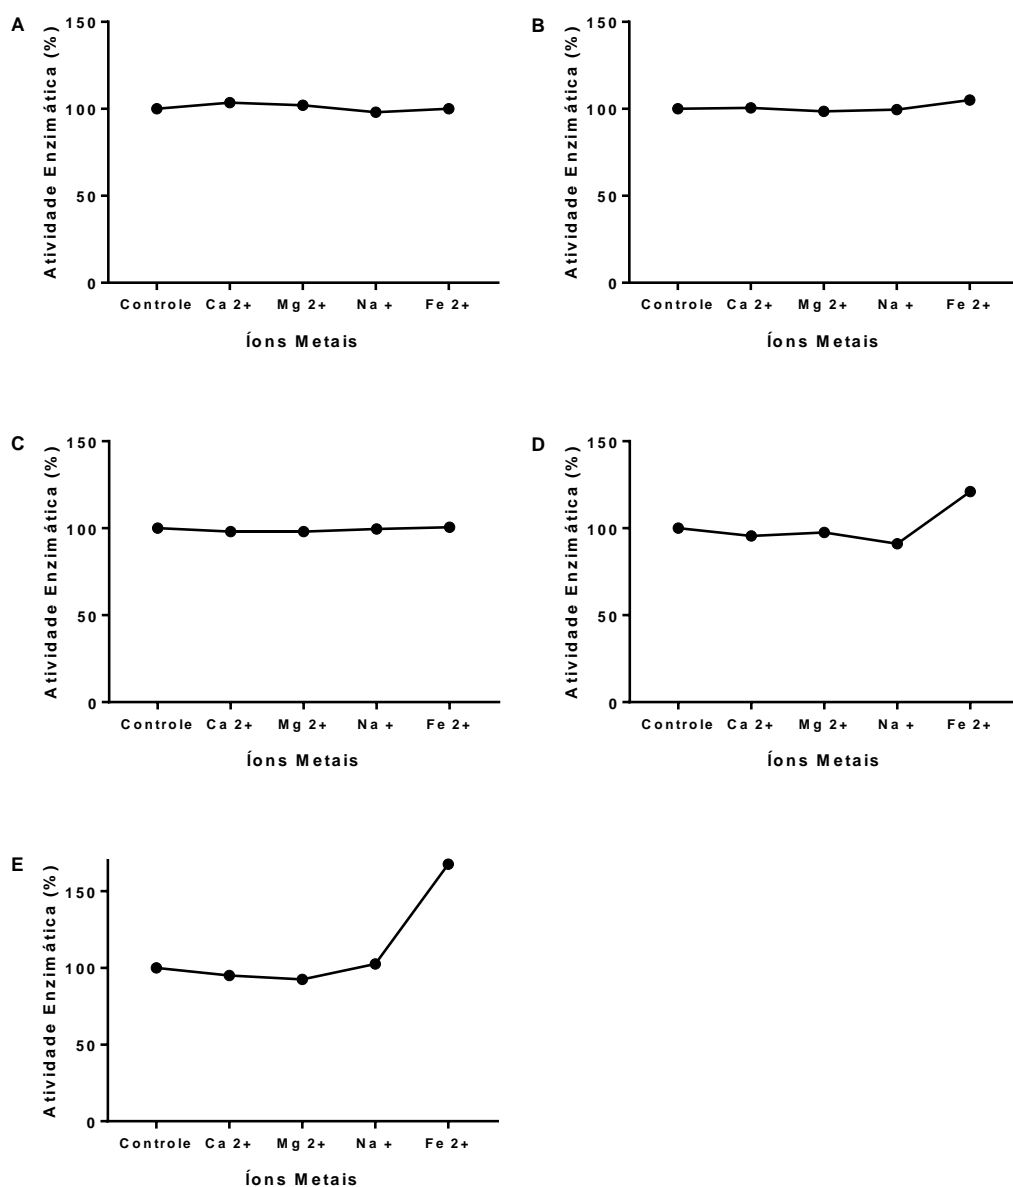 A
Atividade Enzimática (%)
150
100
50
0
Controle Ca 2+ Mg 2+ Na + Fe 2+
Íons Metais
B
Atividade Enzimática (%)
150
100
50
0
Controle Ca 2+ Mg 2+ Na + Fe 2+
Íons Metais
C
Atividade Enzimática (%)
150
100
50
0
Controle Ca 2+ Mg 2+ Na + Fe 2+
Íons Metais
D
Atividade Enzimática (%)
150
100
50
0
Controle Ca 2+ Mg 2+ Na + Fe 2+
Íons Metais
E
Atividade Enzimática (%)
150
100
50
0
Controle Ca 2+ Mg 2+ Na + Fe 2+
Íons Metais